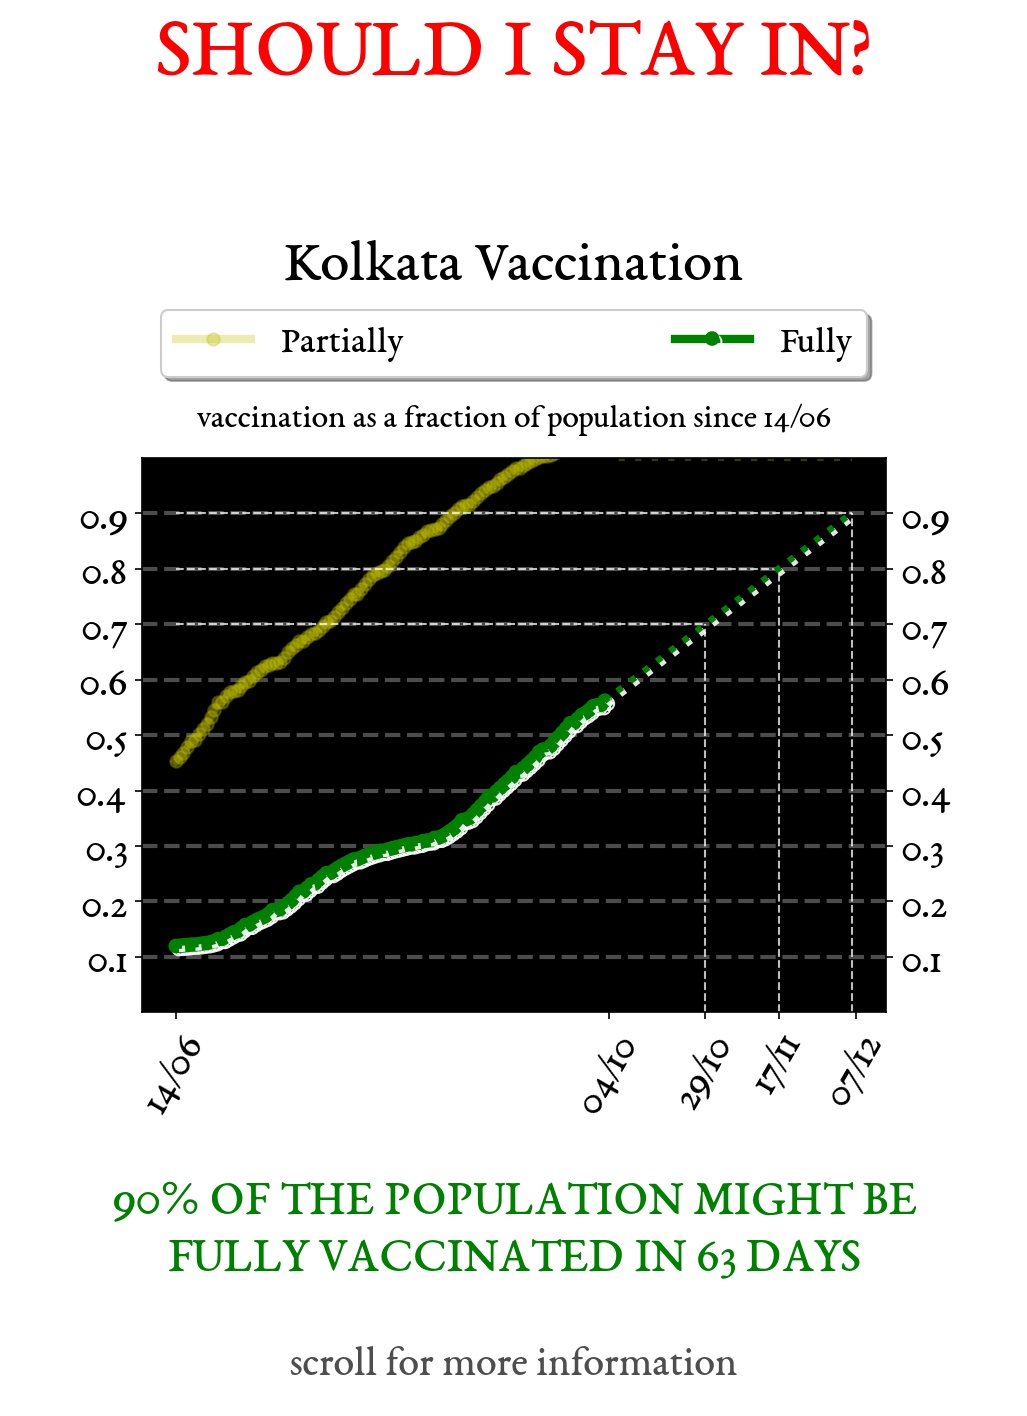 SHOULD I STAY IN?
Kolkata Vaccination
Partially Fully
vaccination as a fraction of population since 14/06
0.9 0.9
0.8 0.8
0.7 0.7
0.6 0.6
0.5 0.5
0.4 0.4
0.3 0.3
0.2 0.2
0.1 0.1
14/06 04/10 29/10 17/11 07/12
90% OF THE POPULATION MIGHT BE
FULLY VACCINATED IN 63 DAYS
scroll for more information